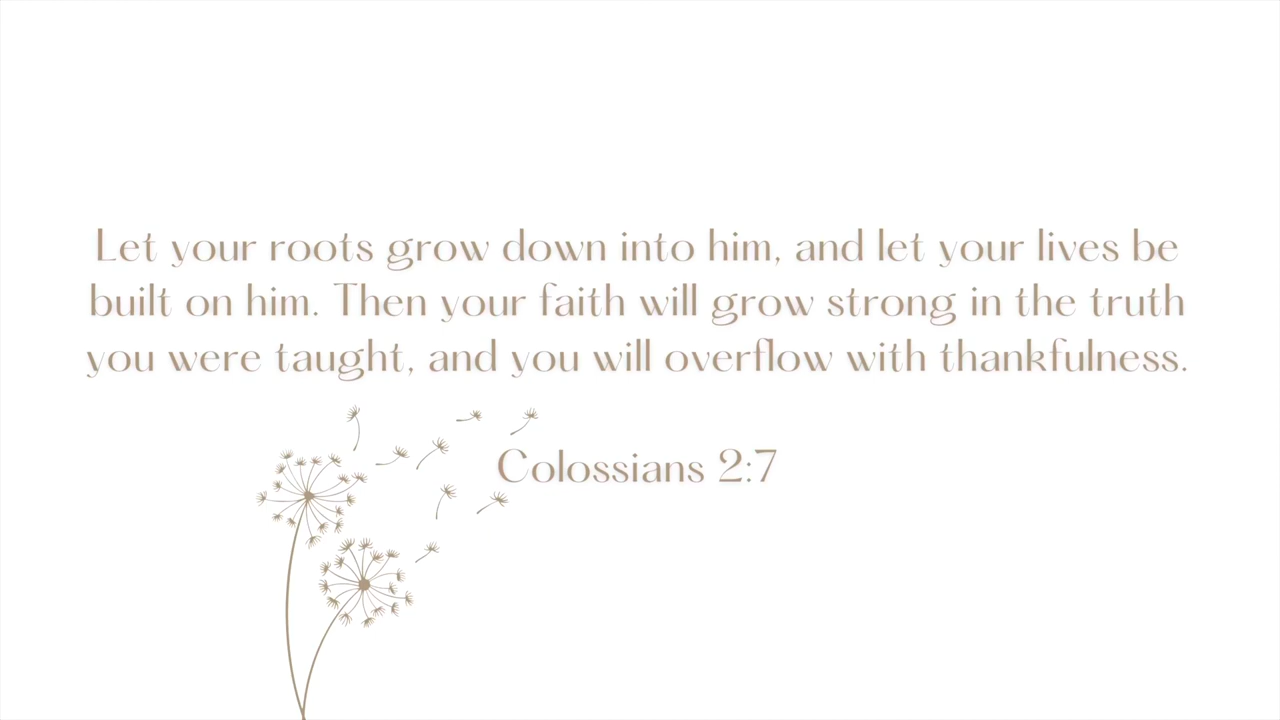 Let your roots grow down into him, and let your lives be
built on him. Then your faith will grow strong in the truth
you were taught, and you will overflow with thankfulness.
Colossians 2:7